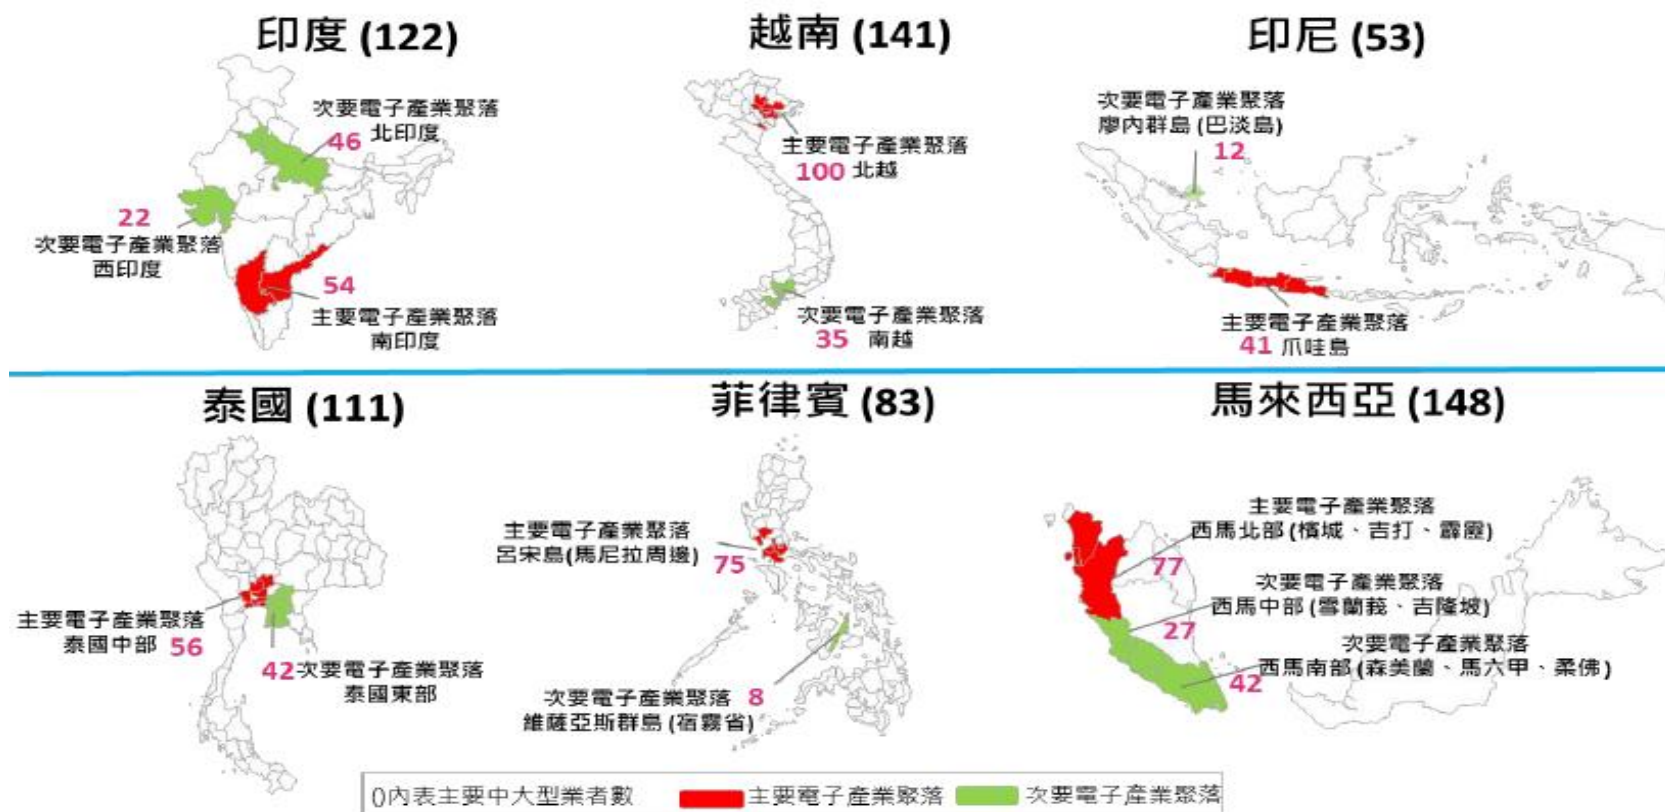 印度 (122)
次要電子產業聚落
46 北印度
22
次要電子產業聚落
西印度
54
主要電子產業聚落
南印度
越南 (141)
主要電子產業聚落
100 北越
次要電子產業聚落
35 南越
印尼 (53)
次要電子產業聚落
廖內群島 (巴淡島)
12
主要電子產業聚落
41 爪哇島
泰國 (111)
主要電子產業聚落
泰國中部 56
42 次要電子產業聚落
泰國東部
菲律賓 (83)
主要電子產業聚落
呂宋島(馬尼拉周邊) 75
次要電子產業聚落 8
維薩亞斯群島 (宿霧省)
馬來西亞 (148)
主要電子產業聚落
西馬北部 (檳城、吉打、霹靂)
77
次要電子產業聚落
西馬中部 (雪蘭莪、吉隆坡)
27
次要電子產業聚落
西馬南部 (森美蘭、馬六甲、柔佛)
42
()內表主要中大型業者數 主要電子產業聚落 次要電子產業聚落